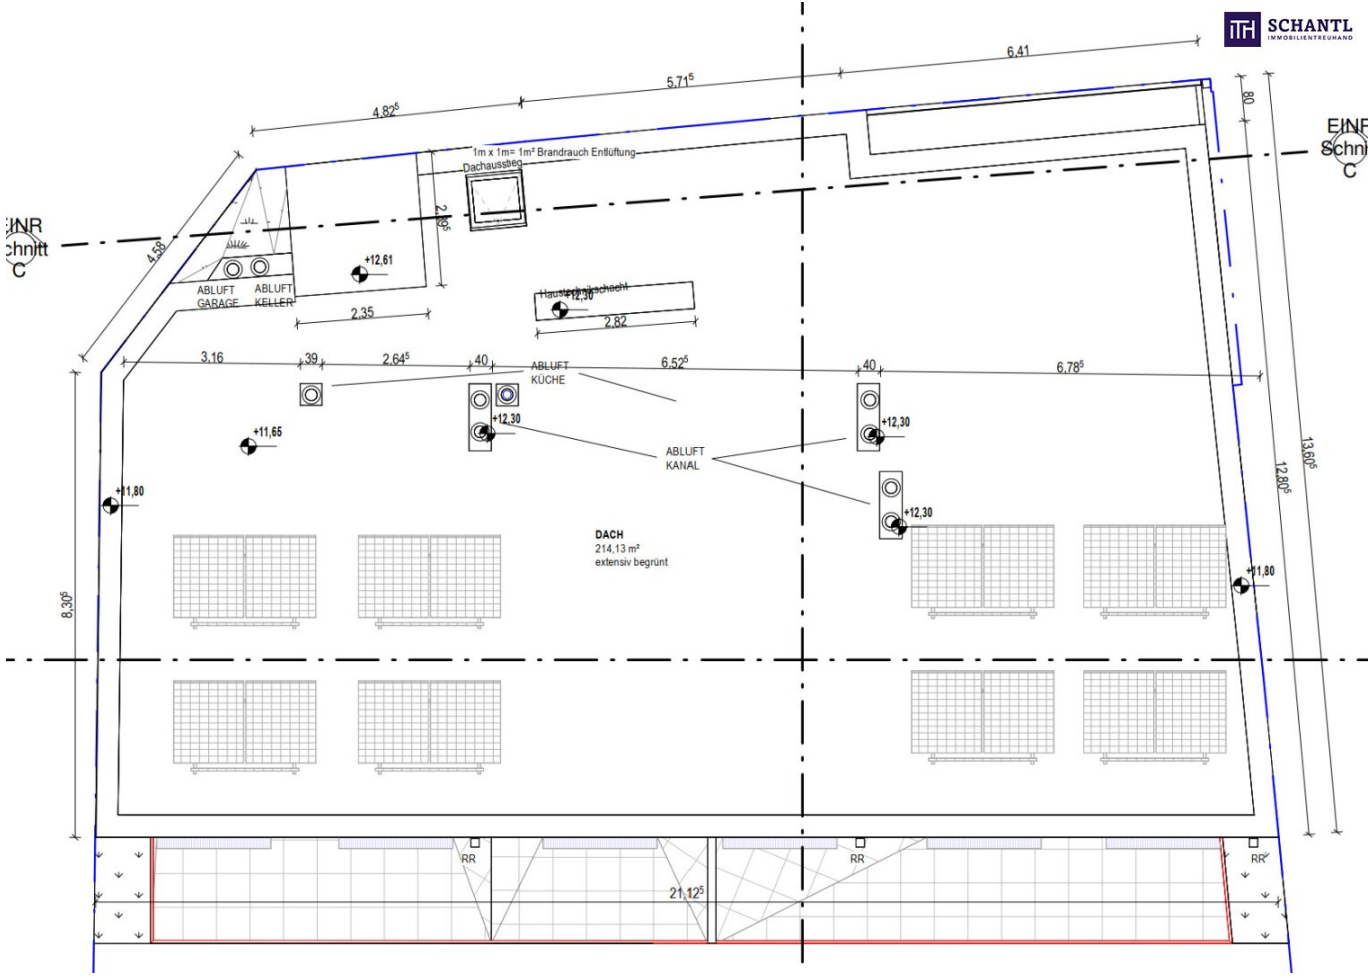 ITH SCHANTL
IMMOBILIENTREUHAND
6,41
5,71⁵
4,82⁵
80
1m x 1m= 1m² Brandrauch Entlüftung
Dachausstieg
EINR
Schnitt
C
INR
chnitt
C
4,58
2,89⁵
+12,61
ABLUFT
GARAGE
ABLUFT
KELLER
Haustechnikschacht
+12,30
2,35
2,82
3,16
39
2,64⁵
40
6,52⁵
40
6,78⁵
ABLUFT
KÜCHE
+12,30
+12,30
+11,65
ABLUFT
KANAL
13,60⁵
12,80⁵
+11,80
+12,30
DACH
214,13 m²
extensiv begrünt
+11,80
8,30⁵
RR
RR
RR
21,12⁵